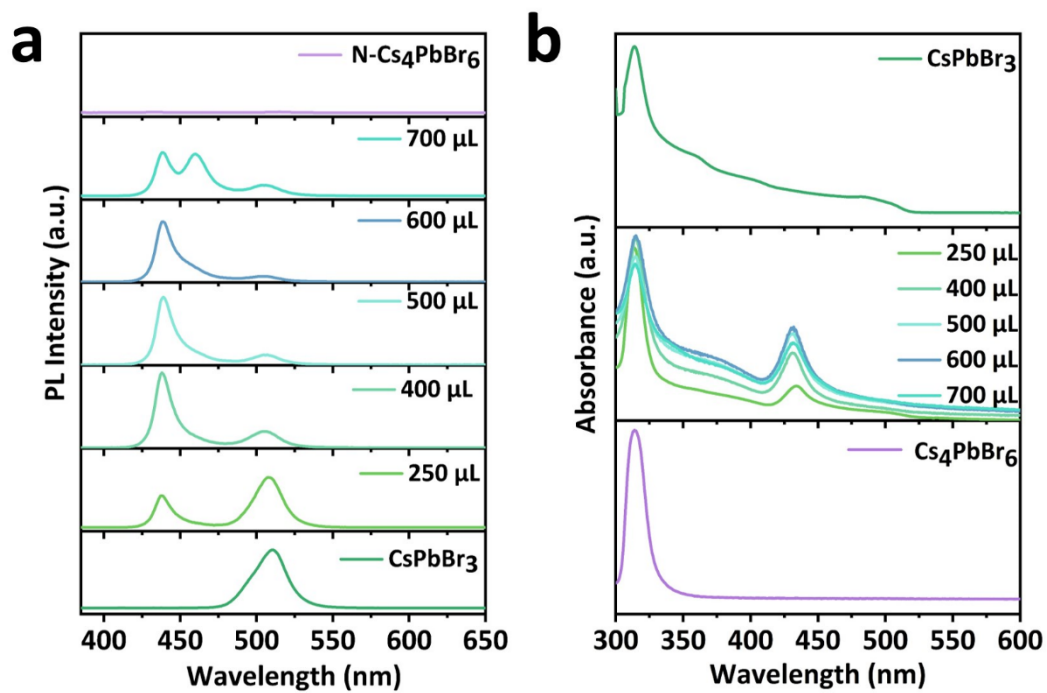 a
N-Cs4PbBr6
700 μL
600 μL
500 μL
400 μL
250 μL
CsPbBr3
PL Intensity (a.u.)
400 450 500 550 600 650
Wavelength (nm)
b
CsPbBr3
250 μL
400 μL
500 μL
600 μL
700 μL
Cs4PbBr6
Absorbance (a.u.)
300 350 400 450 500 550 600
Wavelength (nm)